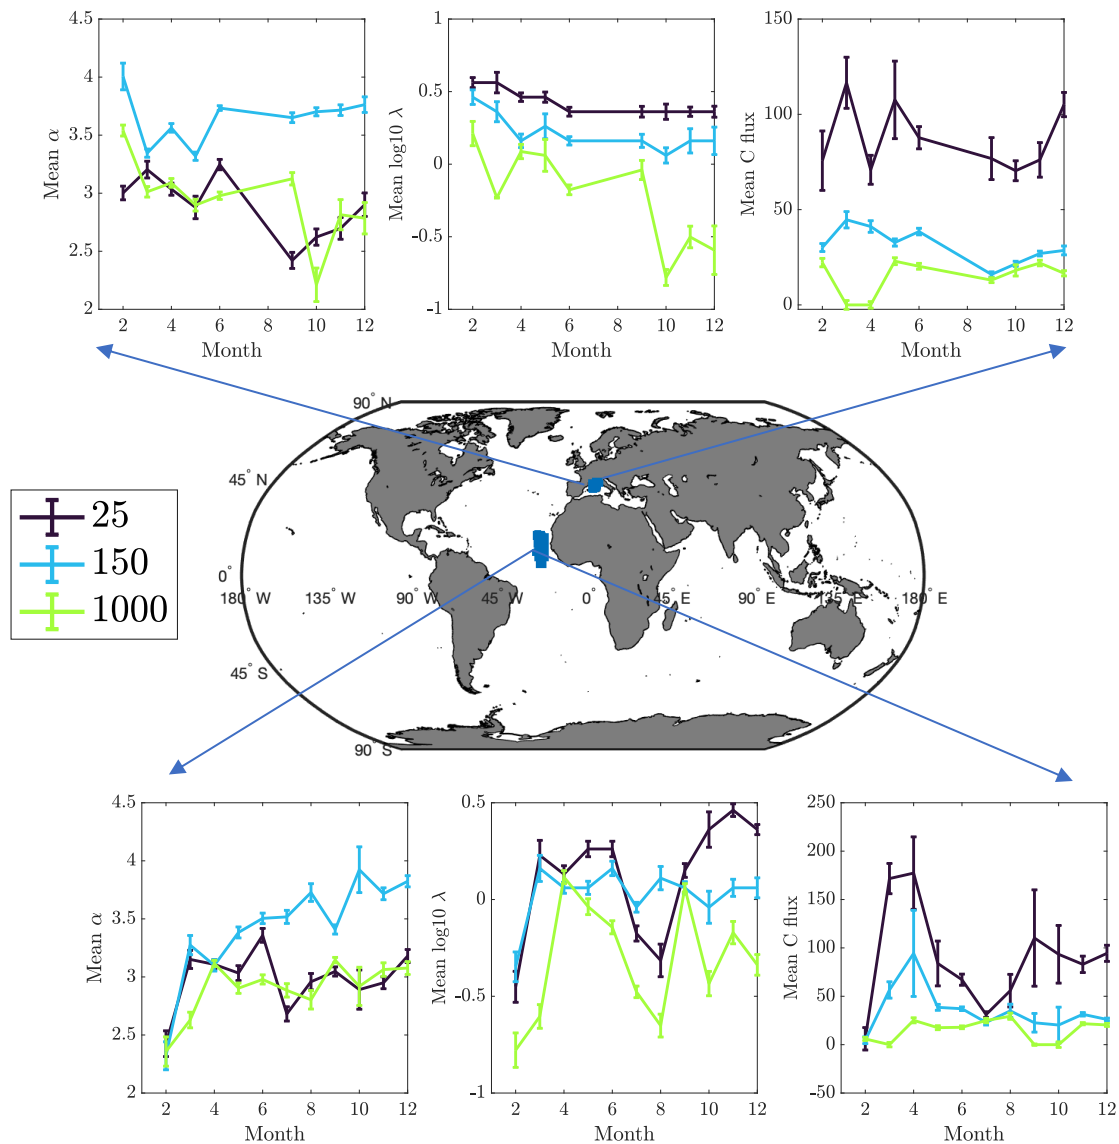 4.5
4
3.5
3
2.5
2
Mean α
2 4 6 8 10 12
Month
1
0.5
0
-0.5
-1
Mean log10 λ
2 4 6 8 10 12
Month
100
50
0
Mean C flux
2 4 6 8 10 12
Month
90° N
45° N
0°
180° W 135° W 90° W 45° W 0° 45° E 90° E 135° E 180° E
45° S
90° S
25
150
1000
4.5
4
3.5
3
2.5
2
Mean α
2 4 6 8 10 12
Month
0.5
0
-0.5
-1
Mean log10 λ
2 4 6 8 10 12
Month
250
200
150
100
50
0
-50
Mean C flux
2 4 6 8 10 12
Month